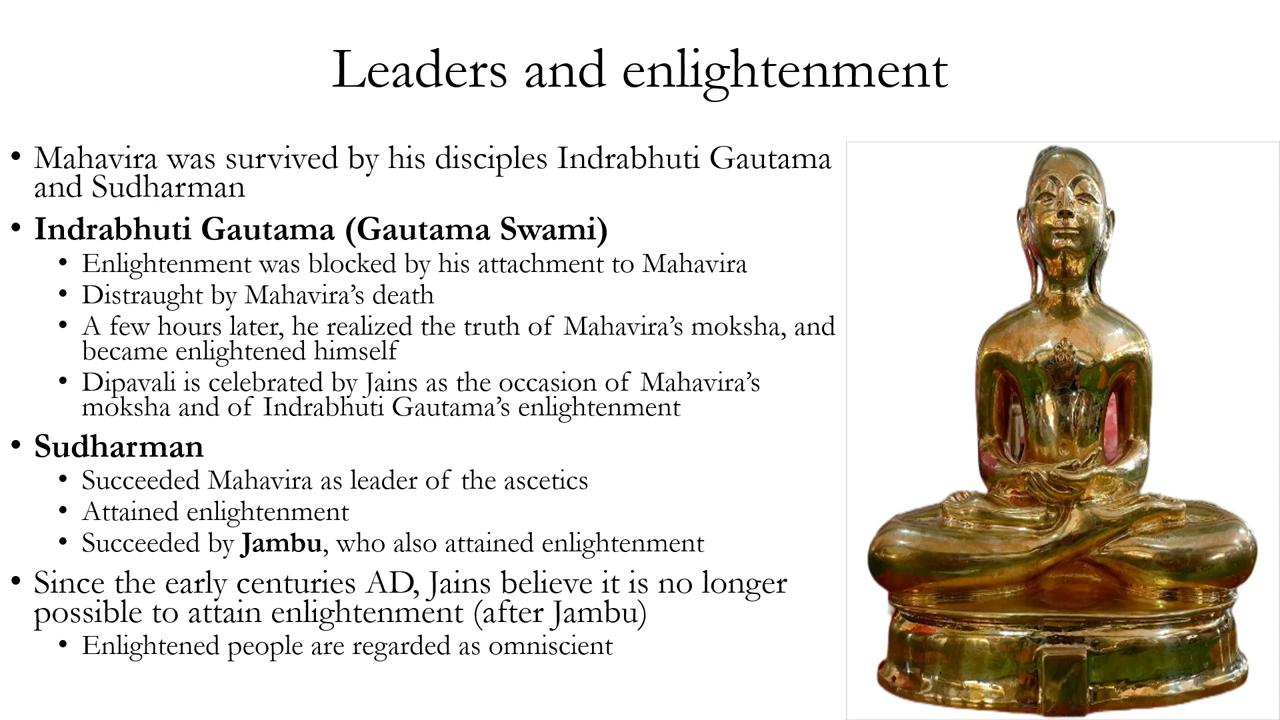 Leaders and enlightenment
• Mahavira was survived by his disciples Indrabhuti Gautama
and Sudharman
• Indrabhuti Gautama (Gautama Swami)
• Enlightenment was blocked by his attachment to Mahavira
• Distraught by Mahavira’s death
• A few hours later, he realized the truth of Mahavira’s moksha, and
became enlightened himself
• Dipavali is celebrated by Jains as the occasion of Mahavira’s
moksha and of Indrabhuti Gautama’s enlightenment
• Sudharman
• Succeeded Mahavira as leader of the ascetics
• Attained enlightenment
• Succeeded by Jambu, who also attained enlightenment
• Since the early centuries AD, Jains believe it is no longer
possible to attain enlightenment (after Jambu)
• Enlightened people are regarded as omniscient